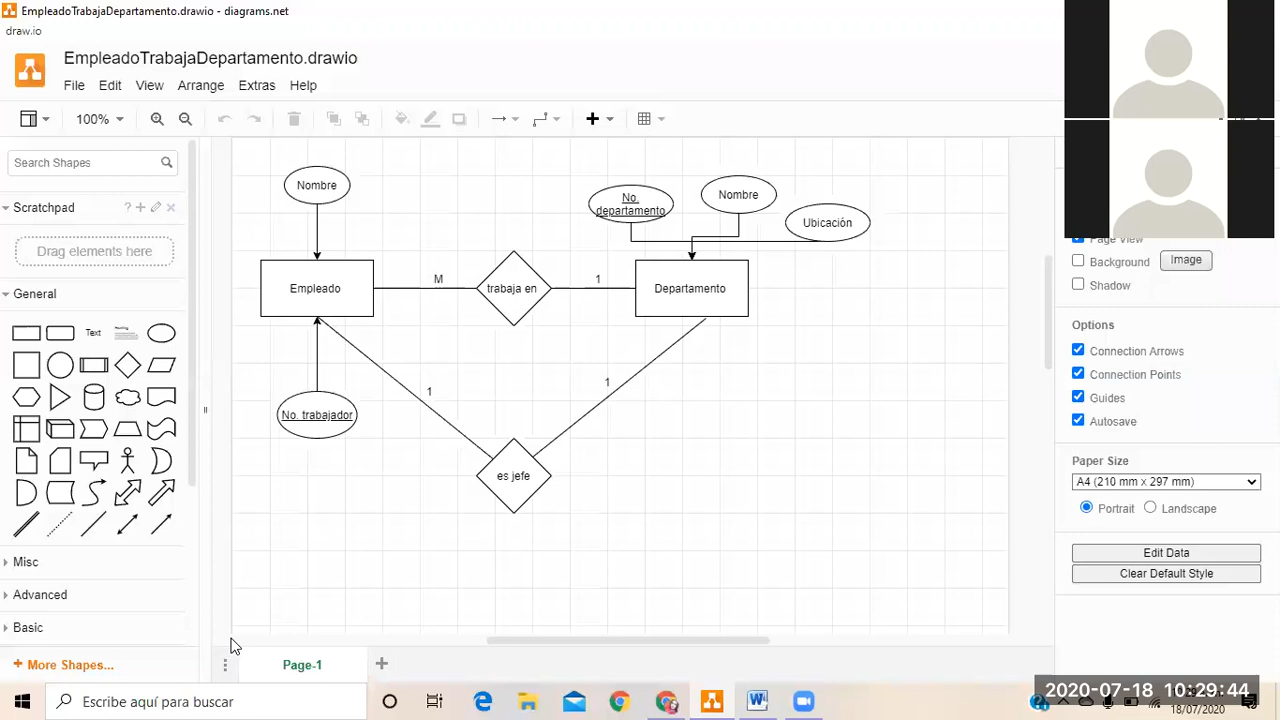 EmpleadoTrabajaDepartamento.drawio - diagrams.net
draw.io
EmpleadoTrabajaDepartamento.drawio
File Edit View Arrange Extras Help
100%
Search Shapes
Scratchpad
?
Drag elements here
General
Text
Misc
Advanced
Basic
+ More Shapes...
Nombre
No.
departamento
Nombre
Ubicación
Empleado
M
trabaja en
1
Departamento
1
1
No. trabajador
es jefe
Page-1
Page View
Background
Image
Shadow
Options
Connection Arrows
Connection Points
Guides
Autosave
Paper Size
A4 (210 mm x 297 mm)
Portrait
Landscape
Edit Data
Clear Default Style
Escribe aquí para buscar
2020-07-18 10:29:44
18/07/2020